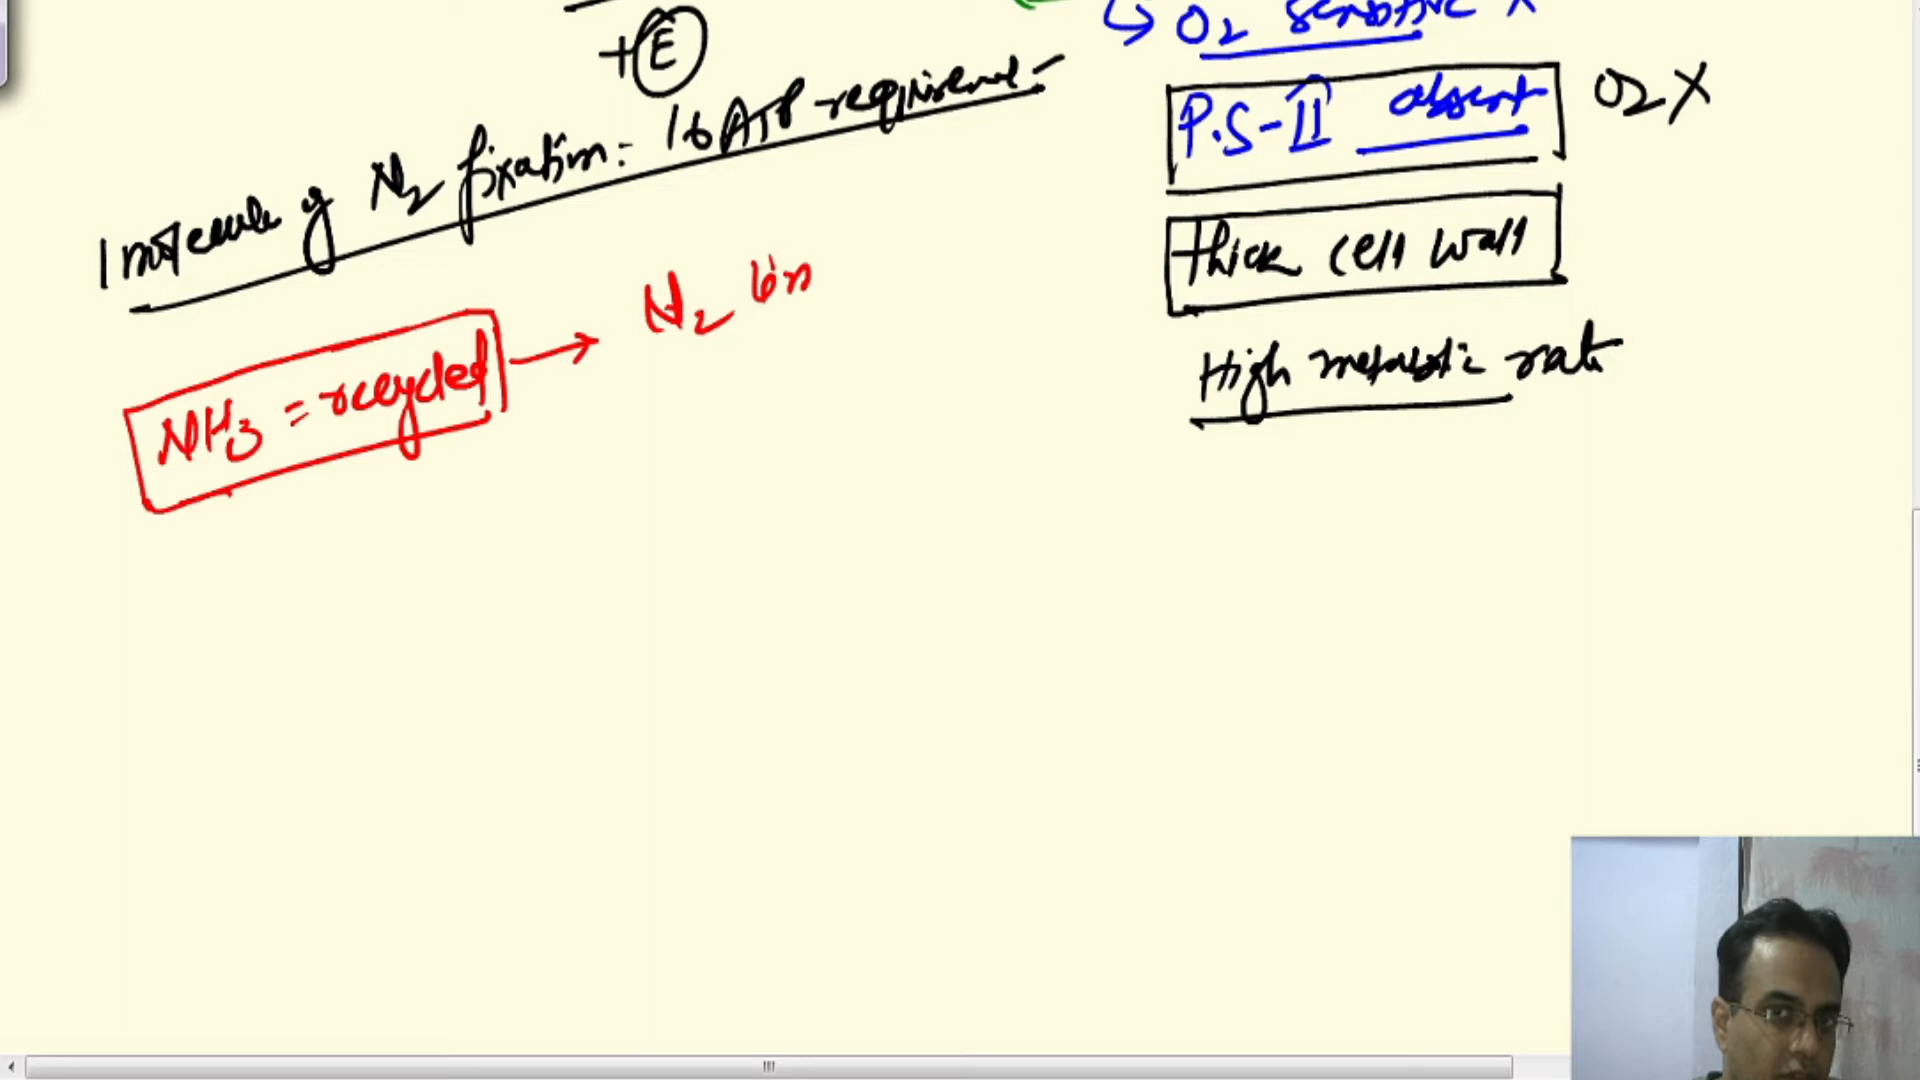 +E
1 molecule of N2 fixation:- 16 ATP requirement
NH3 = recycled → N2
↳ O2 sensitive X
P.S-II absent O2 X
thick cell wall
High metabolic rate